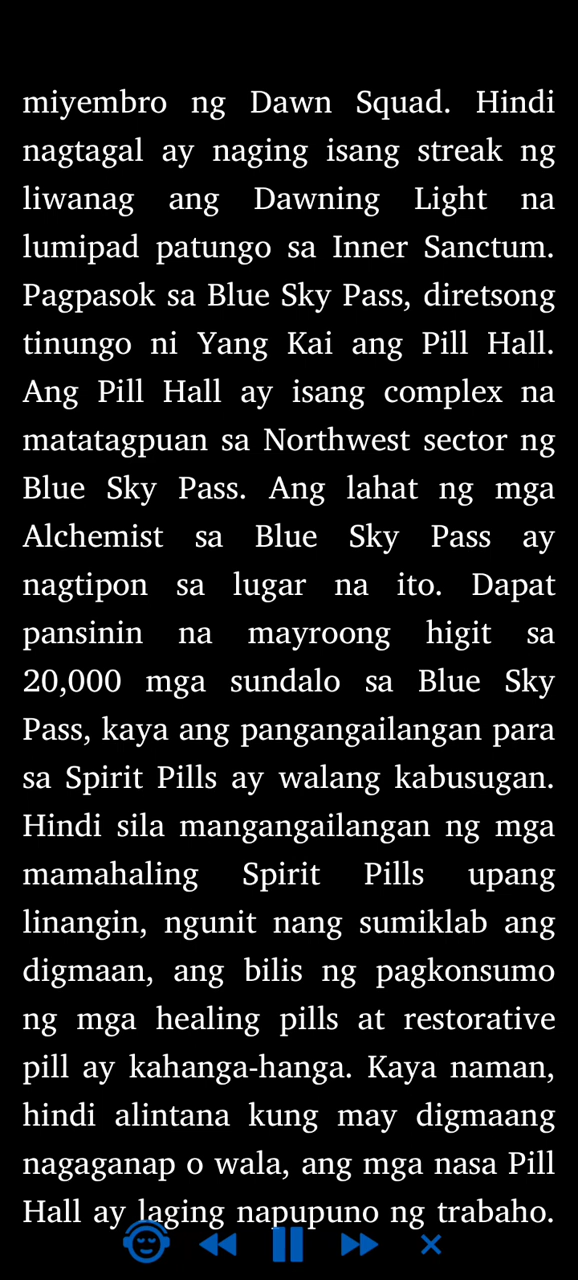 miyembro ng Dawn Squad. Hindi
nagtagal ay naging isang streak ng
liwanag ang Dawning Light na
lumipad patungo sa Inner Sanctum.
Pagpasok sa Blue Sky Pass, diretsong
tinungo ni Yang Kai ang Pill Hall.
Ang Pill Hall ay isang complex na
matatagpuan sa Northwest sector ng
Blue Sky Pass. Ang lahat ng mga
Alchemist sa Blue Sky Pass ay
nagtipon sa lugar na ito. Dapat
pansinin na mayroong higit sa
20,000 mga sundalo sa Blue Sky
Pass, kaya ang pangangailangan para
sa Spirit Pills ay walang kabusugan.
Hindi sila mangangailangan ng mga
mamahaling Spirit Pills upang
linangin, ngunit nang sumiklab ang
digmaan, ang bilis ng pagkonsumo
ng mga healing pills at restorative
pill ay kahanga-hanga. Kaya naman,
hindi alintana kung may digmaang
nagaganap o wala, ang mga nasa Pill
Hall ay laging napupuno ng trabaho.